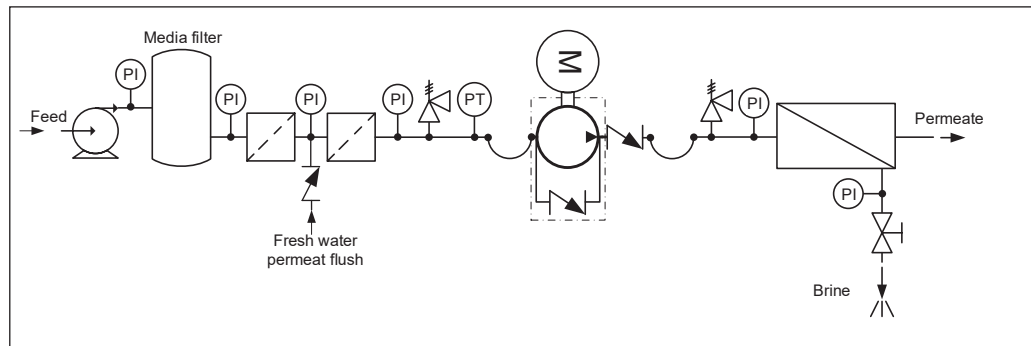 Media filter
PI
Feed
PI
PI
PI
PT
M
PI
Permeate
PI
Fresh water
permeat flush
Brine